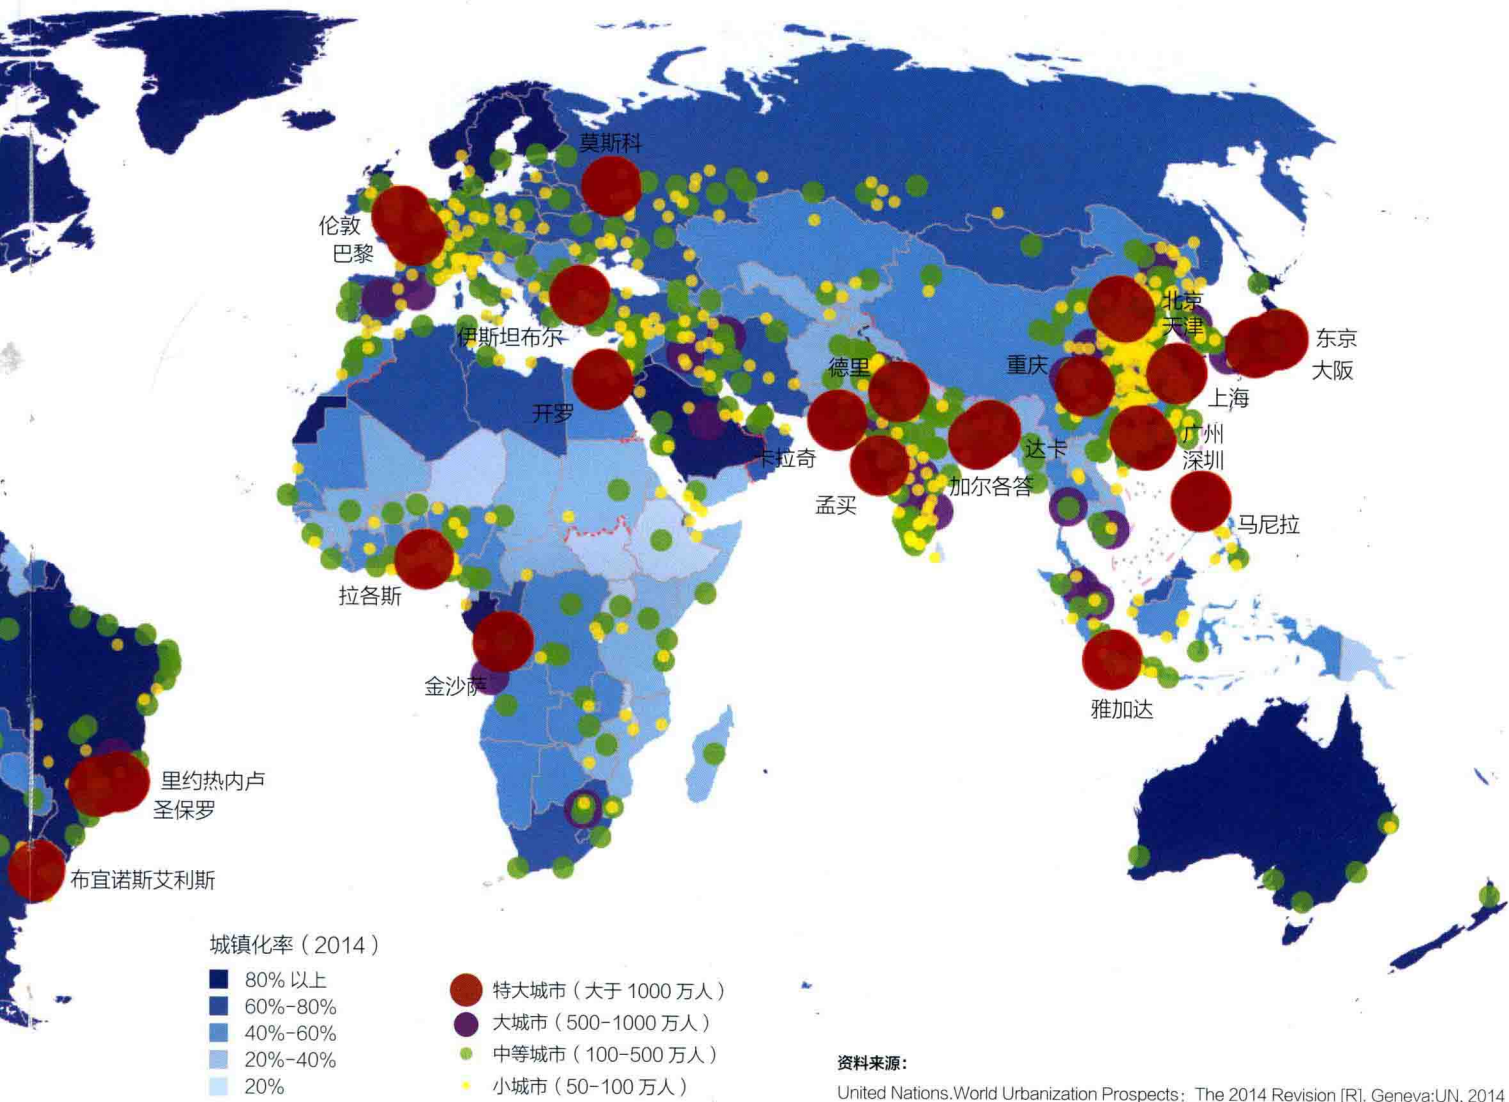 莫斯科
伦敦
巴黎
伊斯坦布尔
北京
天津
东京
大阪
重庆
德里
上海
开罗
广州
深圳
达卡
卡拉奇
加尔各答
孟买
马尼拉
拉各斯
金沙萨
雅加达
里约热内卢
圣保罗
布宜诺斯艾利斯
城镇化率（2014）
80% 以上
60%-80%
40%-60%
20%-40%
20%
特大城市（大于 1000 万人）
大城市（500-1000 万人）
中等城市（100-500 万人）
小城市（50-100 万人）
资料来源：
United Nations.World Urbanization Prospects：The 2014 Revision [R]. Geneva:UN, 2014